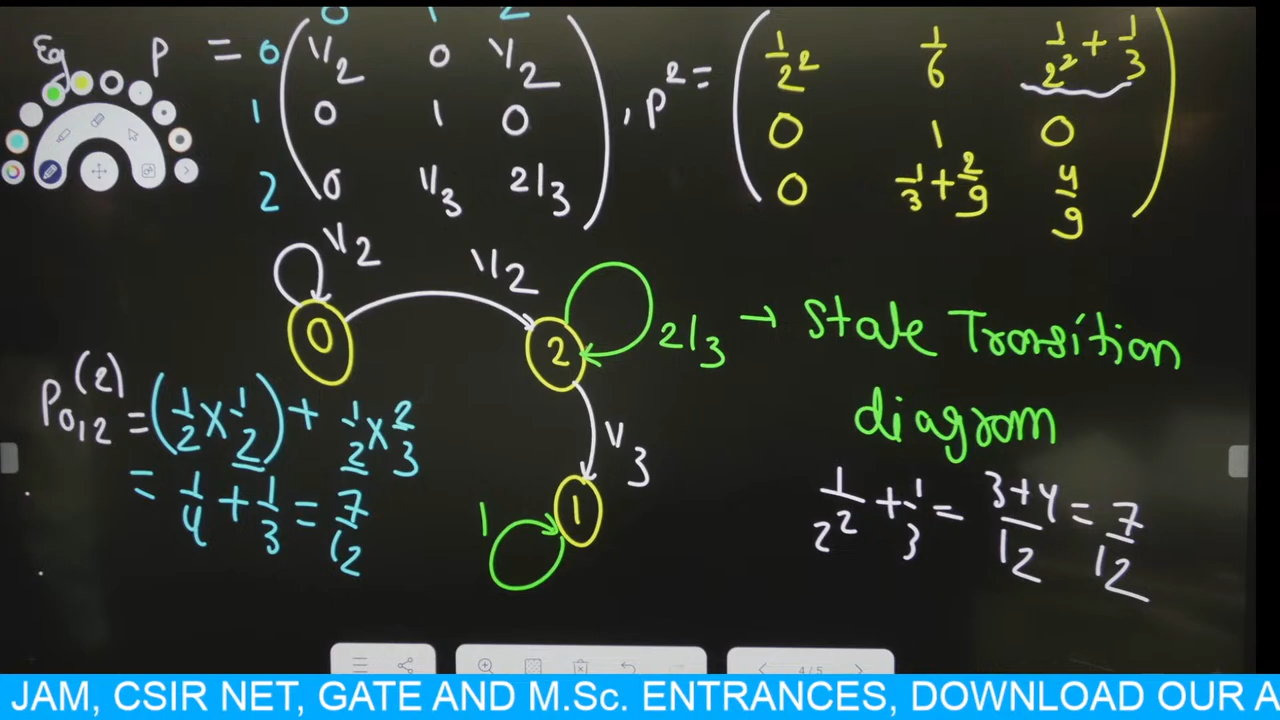 0 1 2
Eg P = 0 ( 1/2 0 1/2 ) , P² = ( 1/2² 1/6 1/2² + 1/3 )
1 ( 0 1 0 ) ( 0 1 0 )
2 ( 0 1/3 2/3 ) ( 0 1/3 + 2/9 4/9 )
1/2 1/2
0 2 2/3 → State Transition
diagram
P₀,₁₂⁽²⁾ = (1/2 × 1/2) + 1/2 × 2/3
= 1/4 + 1/3 = 7/12
1/3
1 1
1/2² + 1/3 = 3+4/12 = 7/12
4/5
JAM, CSIR NET, GATE AND M.Sc. ENTRANCES, DOWNLOAD OUR A